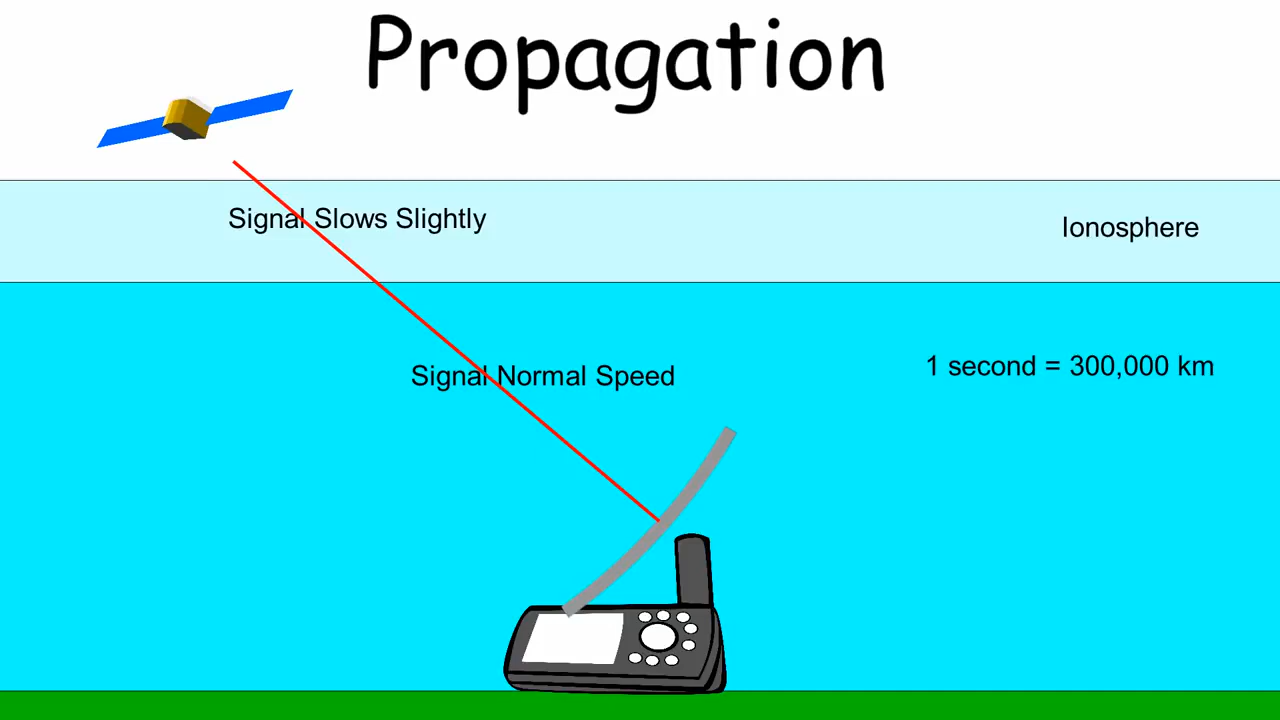 Propagation
Signal Slows Slightly
Ionosphere
Signal Normal Speed
1 second = 300,000 km